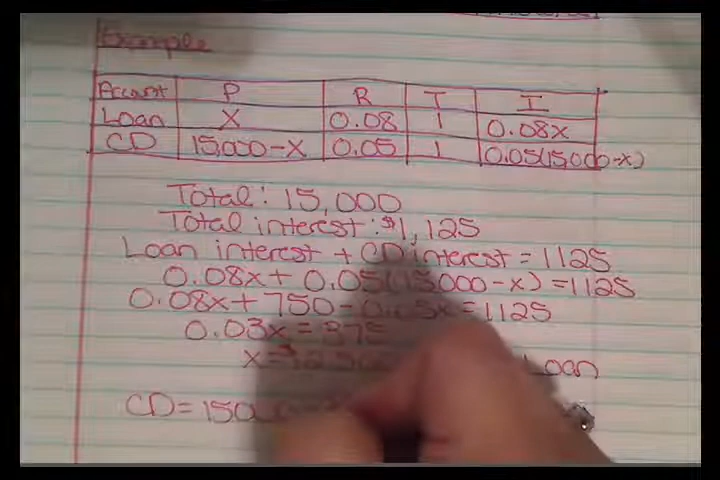 Example
Account P R T I
Loan X 0.08 1 0.08x
CD 15,000-X 0.05 1 0.05(15000-x)
Total: 15,000
Total interest: $1,125
Loan interest + CD interest = 1125
0.08x + 0.05(15000-x) = 1125
0.08x + 750 - 0.05x = 1125
0.03x = 375
x = Loan
CD =